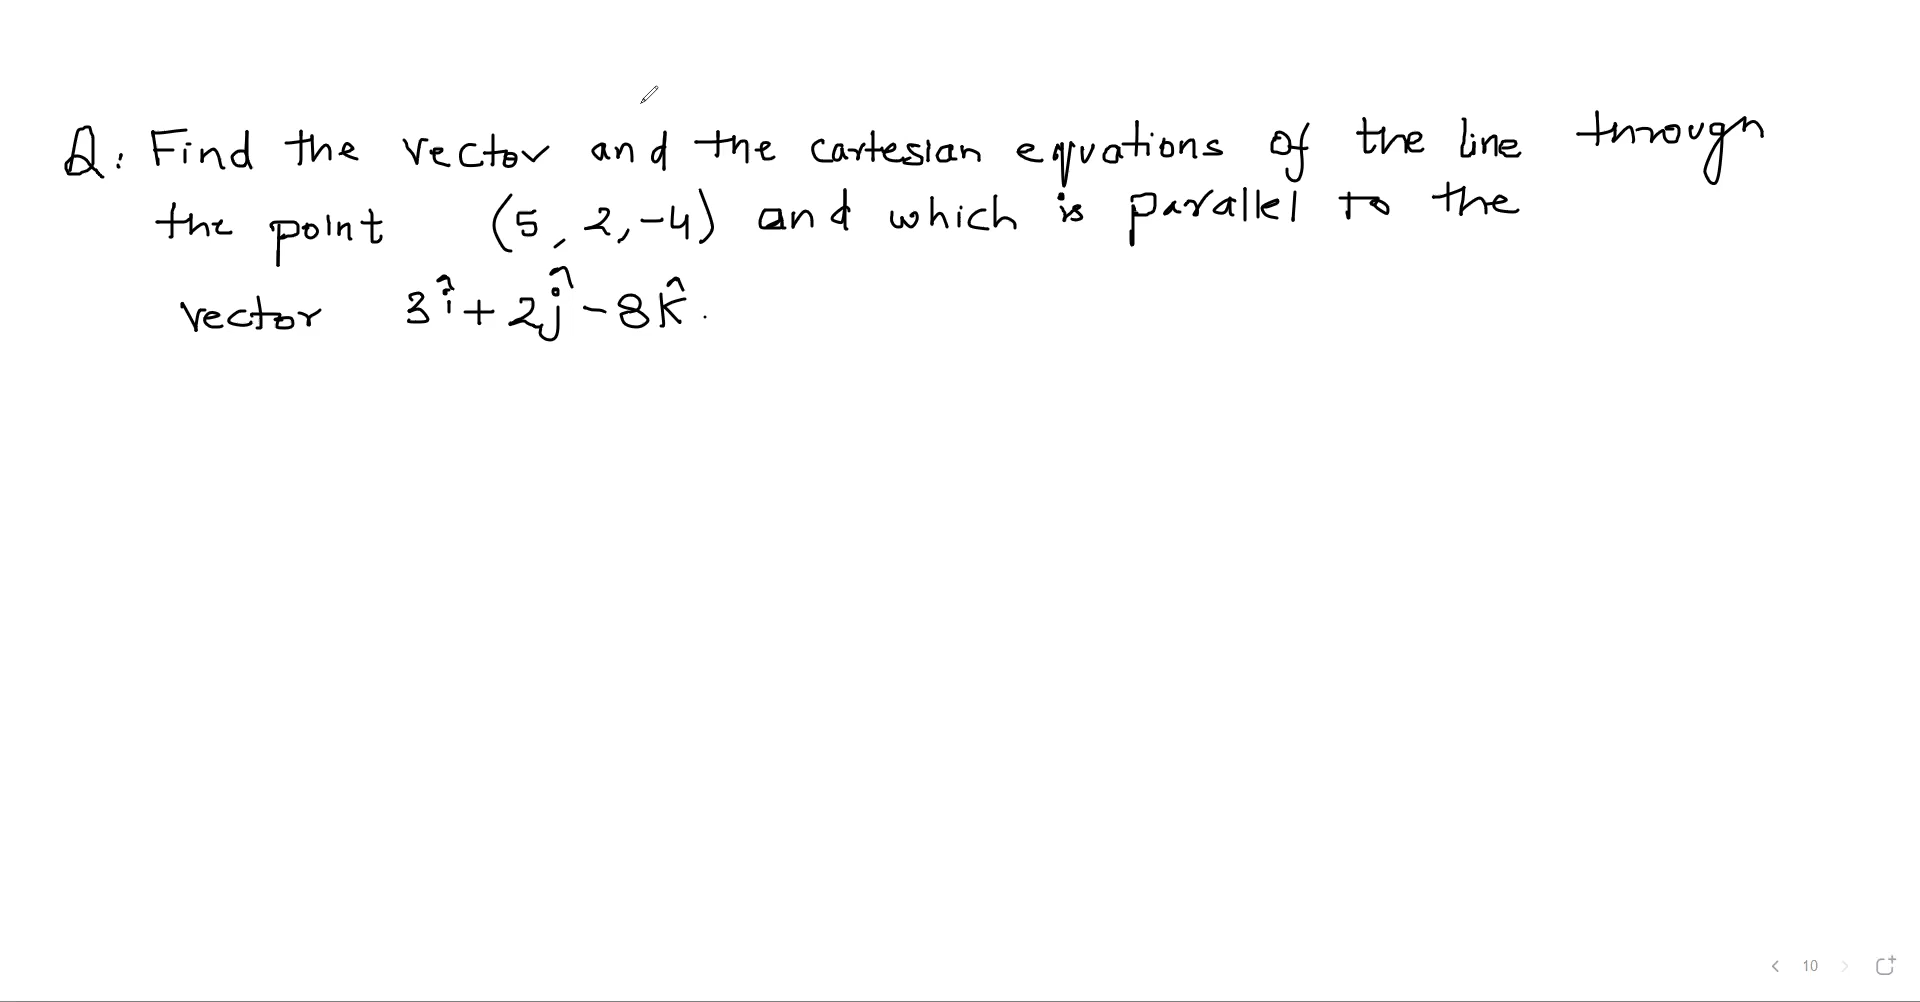 Q: Find the vector and the cartesian equations of the line through
the point (5, 2, -4) and which is parallel to the
vector 3î + 2ĵ - 8k̂.
10